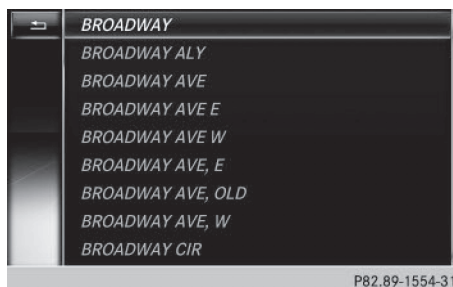 BROADWAY
BROADWAY ALY
BROADWAY AVE
BROADWAY AVE E
BROADWAY AVE W
BROADWAY AVE, E
BROADWAY AVE, OLD
BROADWAY AVE, W
BROADWAY CIR
P82.89-1554-31